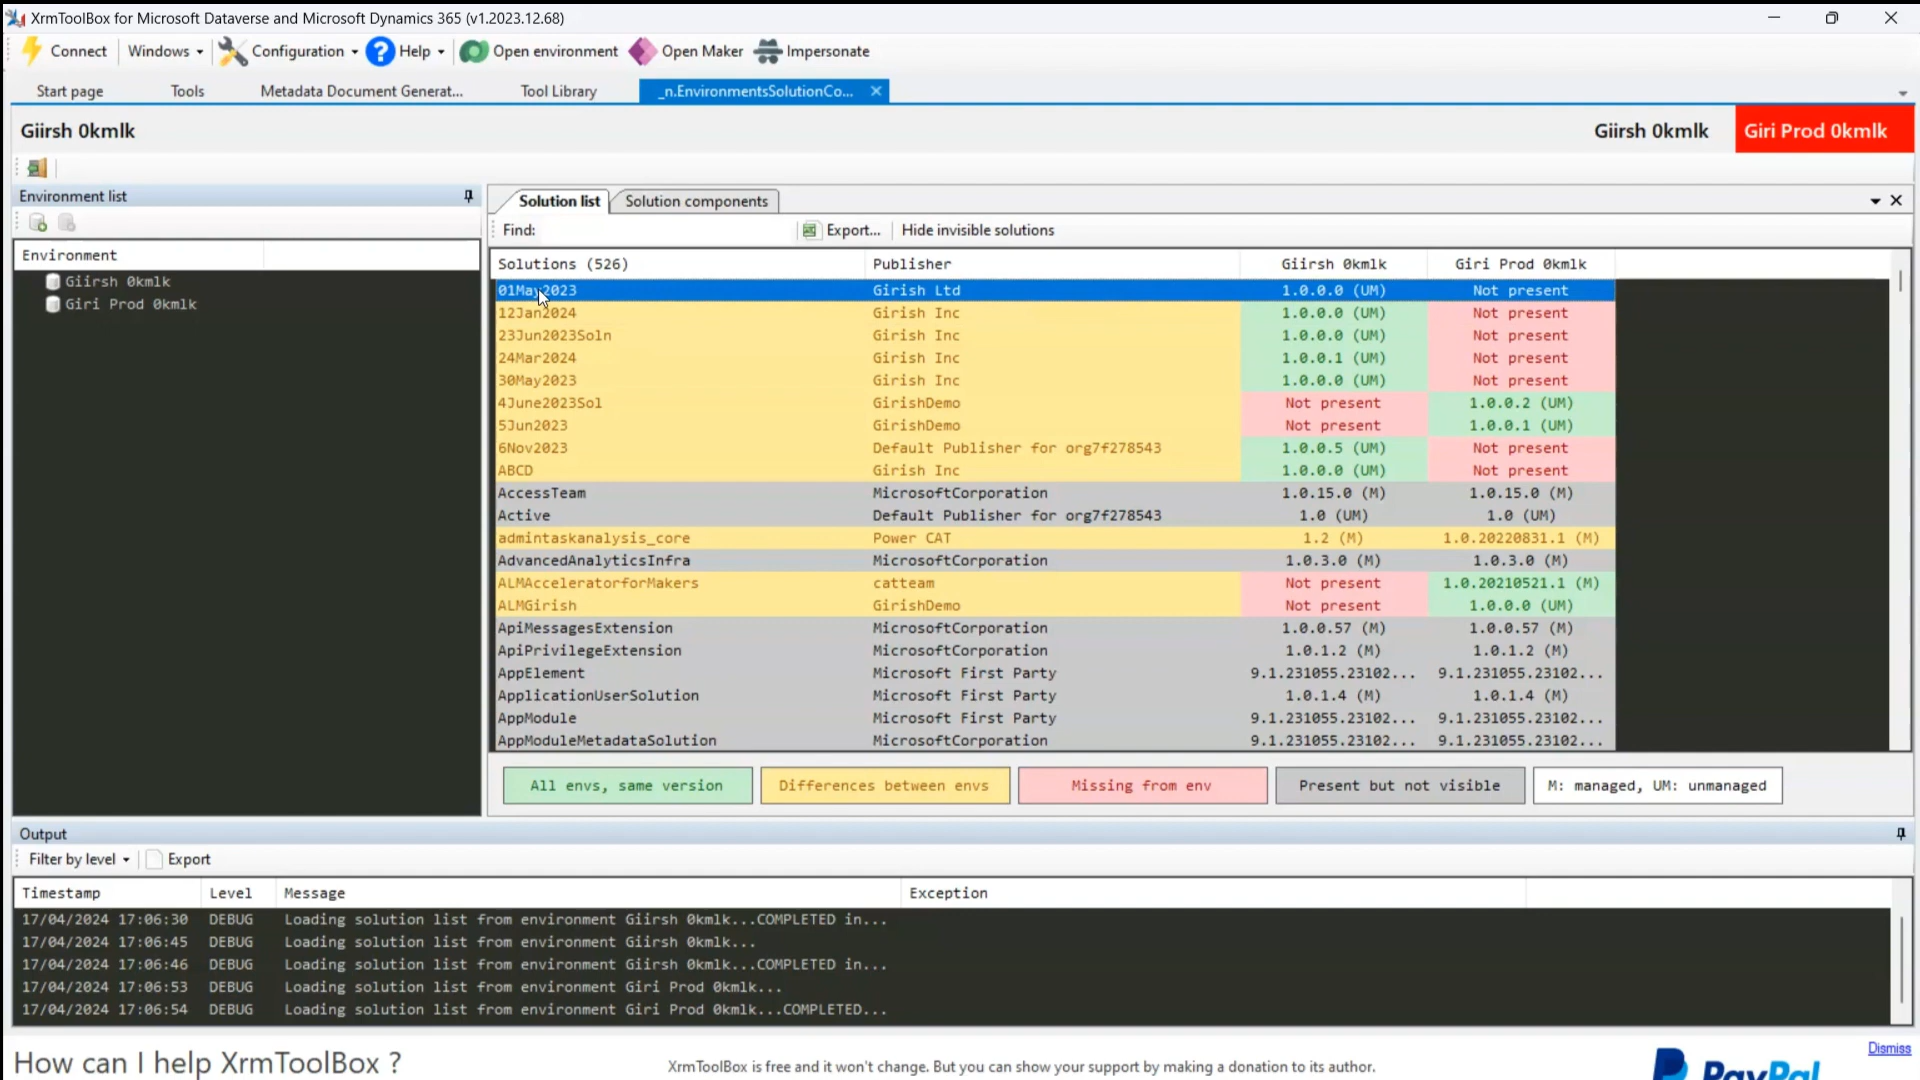 XrmToolBox for Microsoft Dataverse and Microsoft Dynamics 365 (v1.2023.12.68)
Connect Windows Configuration Help Open environment Open Maker Impersonate
Start page Tools Metadata Document Generat... Tool Library _n.EnvironmentsSolutionCo...
Giirsh 0kmlk Giirsh 0kmlk Giri Prod 0kmlk
Environment list
Solution list Solution components
Find: Export... Hide invisible solutions
Environment
Giirsh 0kmlk
Giri Prod 0kmlk
Solutions (526) Publisher Giirsh 0kmlk Giri Prod 0kmlk
01May2023 Girish Ltd 1.0.0.0 (UM) Not present
12Jan2024 Girish Inc 1.0.0.0 (UM) Not present
23Jun2023Soln Girish Inc 1.0.0.0 (UM) Not present
24Mar2024 Girish Inc 1.0.0.1 (UM) Not present
30May2023 Girish Inc 1.0.0.0 (UM) Not present
4June2023Sol GirishDemo Not present 1.0.0.2 (UM)
5Jun2023 GirishDemo Not present 1.0.0.1 (UM)
6Nov2023 Default Publisher for org7f278543 1.0.0.5 (UM) Not present
ABCD Girish Inc 1.0.0.0 (UM) Not present
AccessTeam MicrosoftCorporation 1.0.15.0 (M) 1.0.15.0 (M)
Active Default Publisher for org7f278543 1.0 (UM) 1.0 (UM)
admintaskanalysis_core Power CAT 1.2 (M) 1.0.20220831.1 (M)
AdvancedAnalyticsInfra MicrosoftCorporation 1.0.3.0 (M) 1.0.3.0 (M)
ALMAcceleratorforMakers catteam Not present 1.0.20210521.1 (M)
ALMGirish GirishDemo Not present 1.0.0.0 (UM)
ApiMessagesExtension MicrosoftCorporation 1.0.0.57 (M) 1.0.0.57 (M)
ApiPrivilegeExtension MicrosoftCorporation 1.0.1.2 (M) 1.0.1.2 (M)
AppElement Microsoft First Party 9.1.231055.23102... 9.1.231055.23102...
ApplicationUserSolution Microsoft First Party 1.0.1.4 (M) 1.0.1.4 (M)
AppModule Microsoft First Party 9.1.231055.23102... 9.1.231055.23102...
AppModuleMetadataSolution MicrosoftCorporation 9.1.231055.23102... 9.1.231055.23102...
All envs, same version Differences between envs Missing from env Present but not visible M: managed, UM: unmanaged
Output
Filter by level Export
Timestamp Level Message Exception
17/04/2024 17:06:30 DEBUG Loading solution list from environment Giirsh 0kmlk...COMPLETED in...
17/04/2024 17:06:45 DEBUG Loading solution list from environment Giirsh 0kmlk...
17/04/2024 17:06:46 DEBUG Loading solution list from environment Giirsh 0kmlk...COMPLETED in...
17/04/2024 17:06:53 DEBUG Loading solution list from environment Giri Prod 0kmlk...
17/04/2024 17:06:54 DEBUG Loading solution list from environment Giri Prod 0kmlk...COMPLETED...
Dismiss
How can I help XrmToolBox ? XrmToolBox is free and it won't change. But you can show your support by making a donation to its author. PayPal